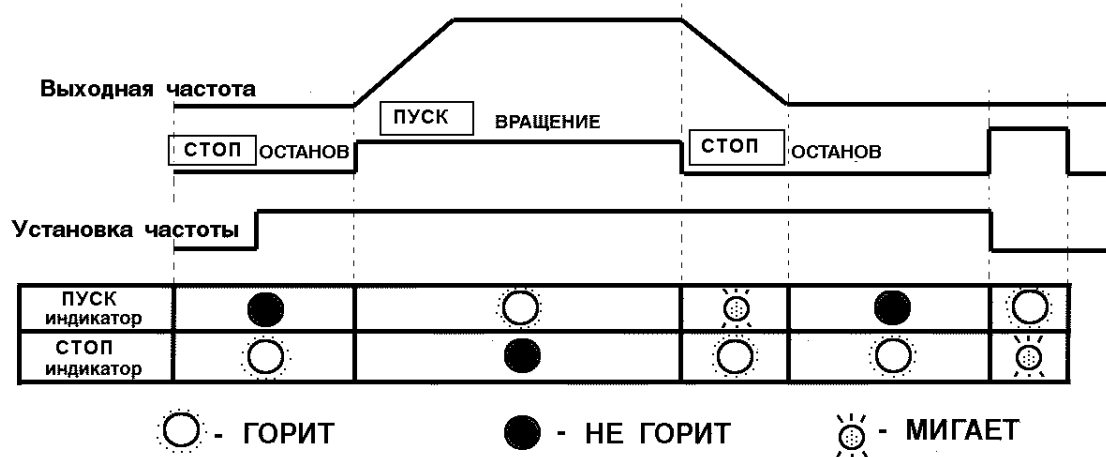 Выходная частота
ПУСК ВРАЩЕНИЕ
СТОП ОСТАНОВ
СТОП ОСТАНОВ
Установка частоты
ПУСК
индикатор
СТОП
индикатор
- ГОРИТ
- НЕ ГОРИТ
- МИГАЕТ